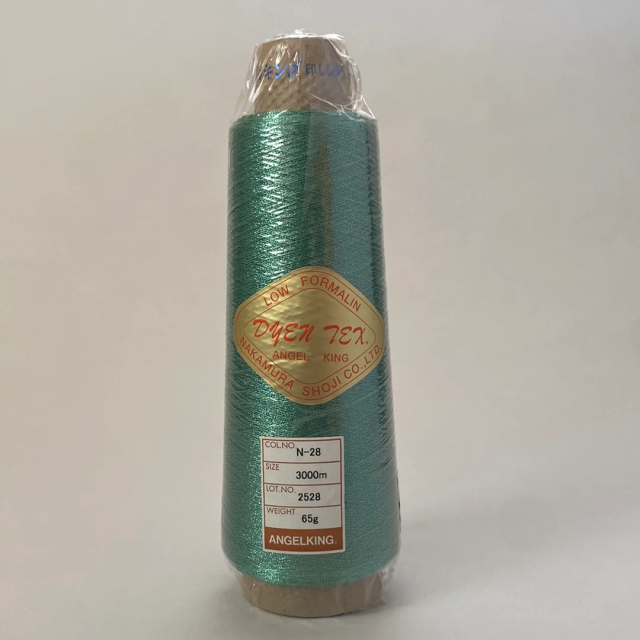 LOW FORMALIN
DYEN TEX.
ANGEL KING
NAKAMURA SHOJI CO.,LTD.
COL.NO. N-28
SIZE 3000m
LOT.NO. 2528
WEIGHT 65g
ANGELKING.